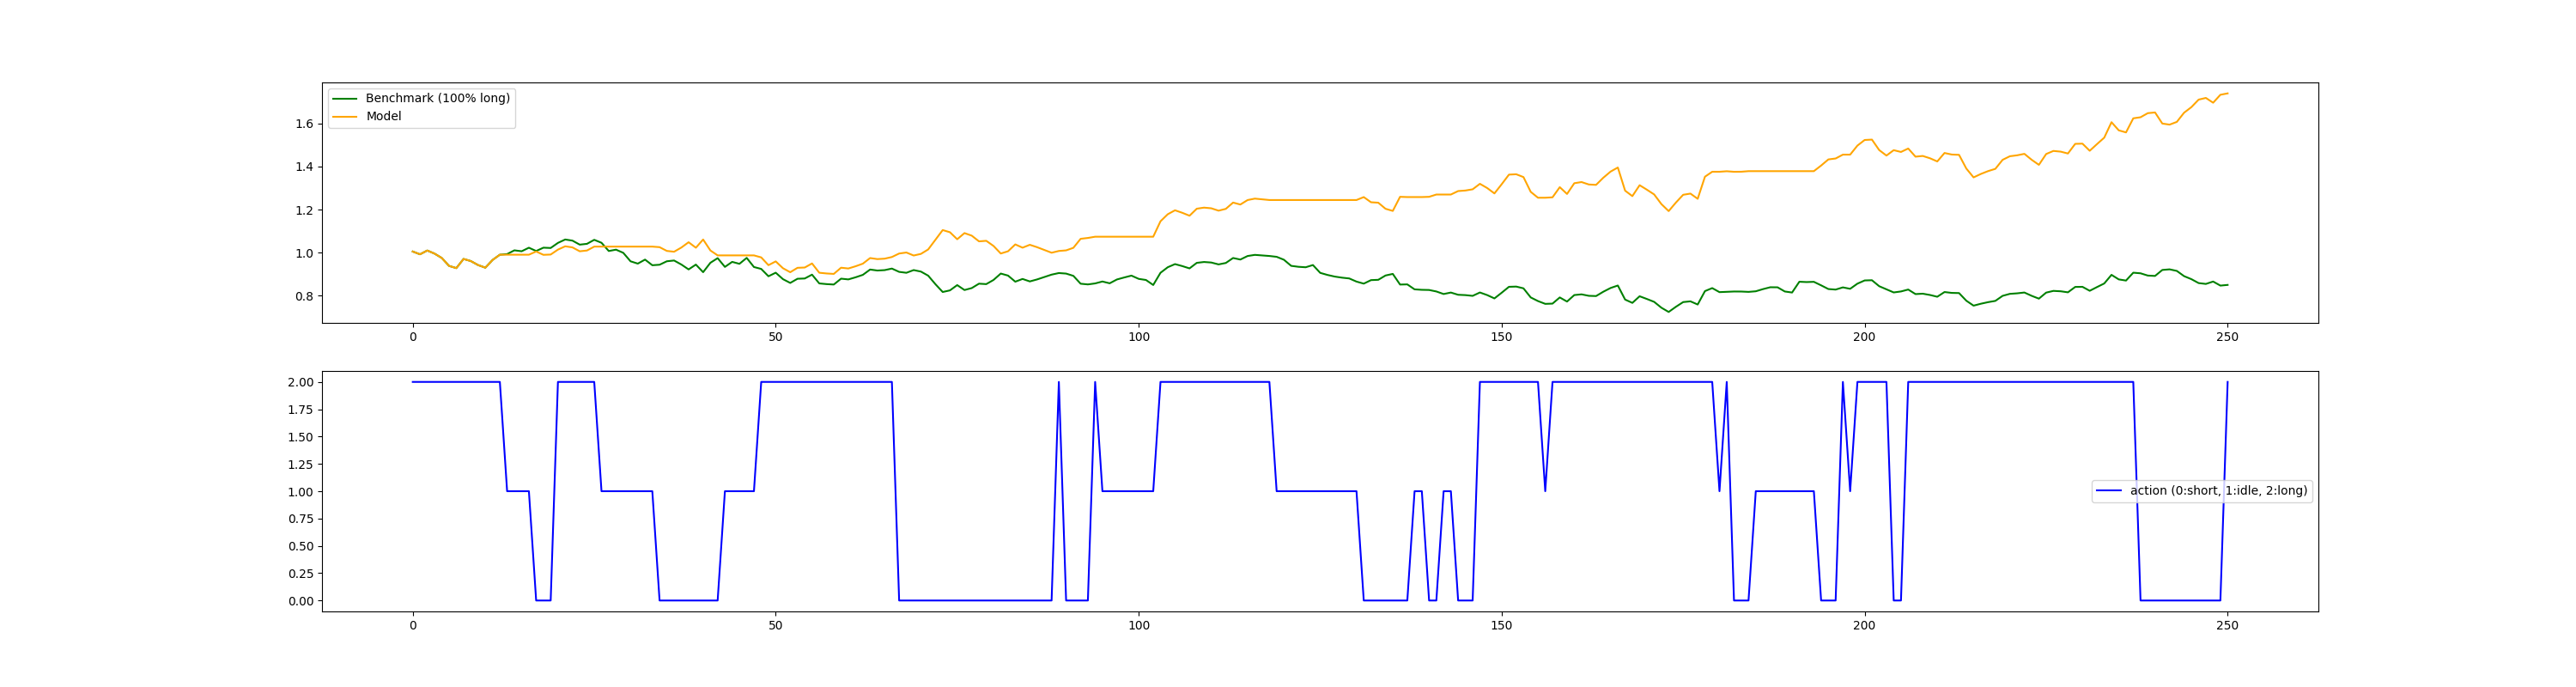 Benchmark (100% long)
Model
1.6
1.4
1.2
1.0
0.8
0 50 100 150 200 250
2.00
1.75
1.50
1.25
1.00
0.75
0.50
0.25
0.00
action (0:short, 1:idle, 2:long)
0 50 100 150 200 250